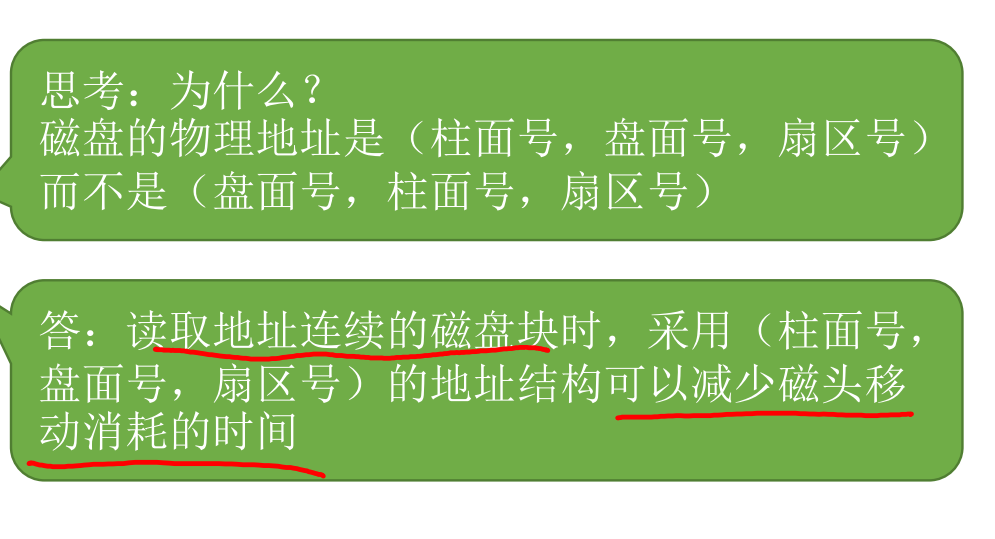 思考：为什么？
磁盘的物理地址是（柱面号，盘面号，扇区号）
而不是（盘面号，柱面号，扇区号）
答：读取地址连续的磁盘块时，采用（柱面号，
盘面号，扇区号）的地址结构可以减少磁头移
动消耗的时间